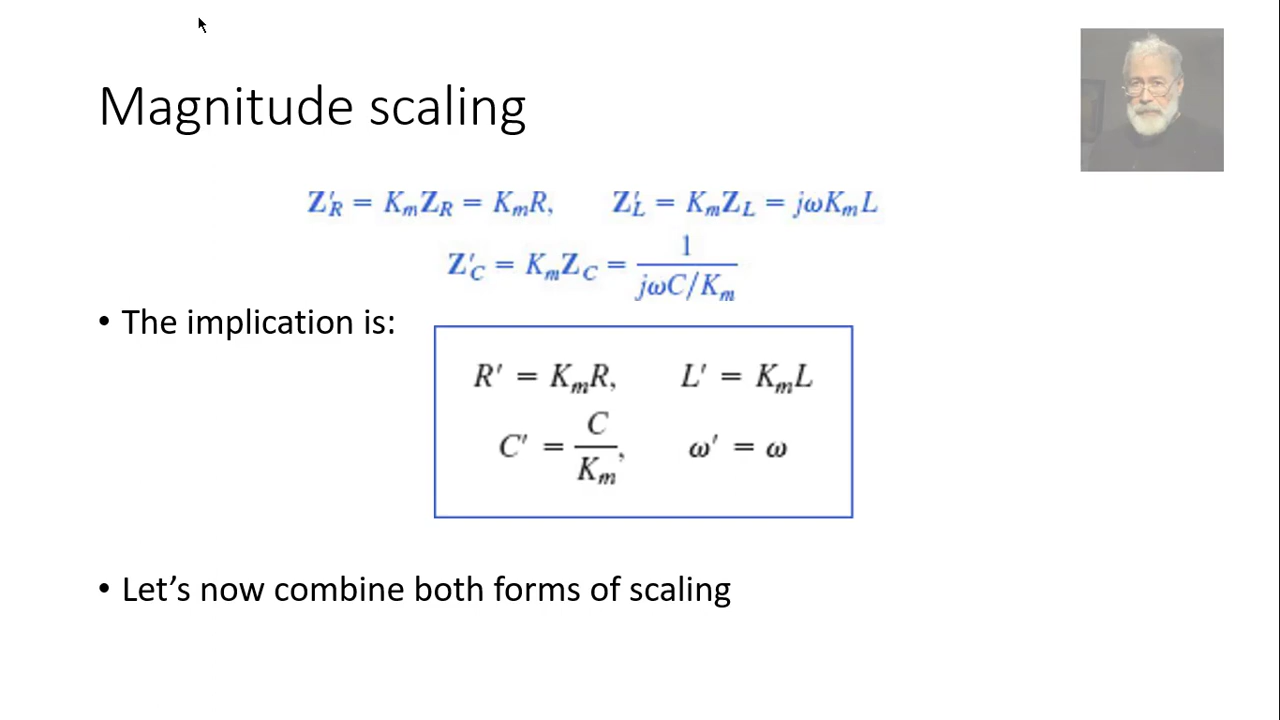 Magnitude scaling
Z′_R = K_m Z_R = K_m R, Z′_L = K_m Z_L = jωK_m L
Z′_C = K_m Z_C = 1/(jωC/K_m)
• The implication is:
R′ = K_m R, L′ = K_m L
C′ = C/K_m, ω′ = ω
• Let’s now combine both forms of scaling